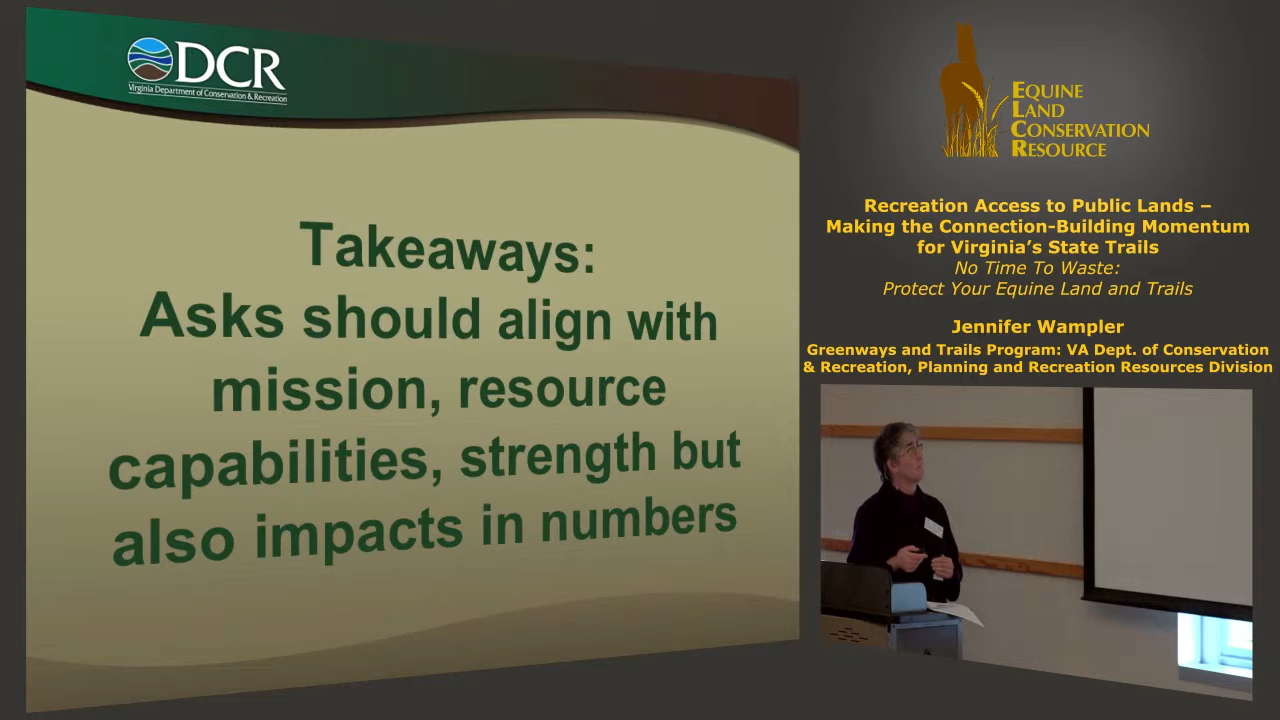 DCR
Virginia Department of Conservation & Recreation
Takeaways:
Asks should align with
mission, resource
capabilities, strength but
also impacts in numbers
EQUINE
LAND
CONSERVATION
RESOURCE
Recreation Access to Public Lands –
Making the Connection-Building Momentum
for Virginia’s State Trails
No Time To Waste:
Protect Your Equine Land and Trails
Jennifer Wampler
Greenways and Trails Program: VA Dept. of Conservation
& Recreation, Planning and Recreation Resources Division